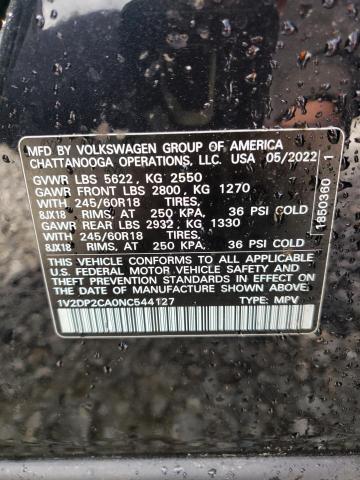 MFD BY VOLKSWAGEN GROUP OF AMERICA
CHATTANOOGA OPERATIONS, LLC. USA 05/2022
GVWR LBS 5622, KG 2550
GAWR FRONT LBS 2800, KG 1270
WITH 245/60R18 TIRES,
8JX18 RIMS, AT 250 KPA, 36 PSI COLD
GAWR REAR LBS 2932, KG 1330
WITH 245/60R18 TIRES,
8JX18 RIMS, AT 250 KPA, 36 PSI COLD
THIS VEHICLE CONFORMS TO ALL APPLICABLE
FEDERAL MOTOR VEHICLE SAFETY, BUMPER, AND
THEFT PREVENTION STANDARDS IN EFFECT ON
THE DATE OF MANUFACTURE SHOWN ABOVE.
1V2DP2CA0NC544127 TYPE: MPV
1850360 1